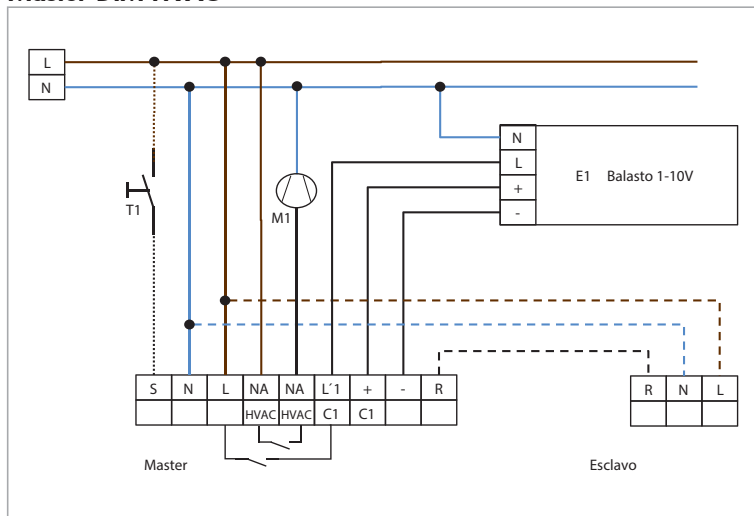 L
N
T1
M1
N
L
+
-
E1 Balasto 1-10V
S N L NA NA L´1 + - R
HVAC HVAC C1 C1
R N L
Master
Esclavo